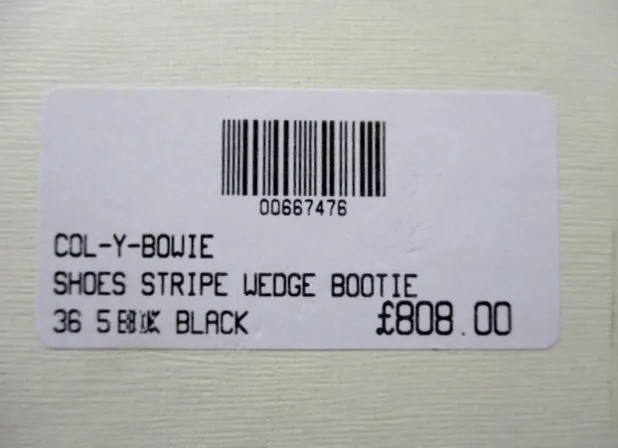 00667476
COL-Y-BOWIE
SHOES STRIPE WEDGE BOOTIE
36 5 BLACK £808.00